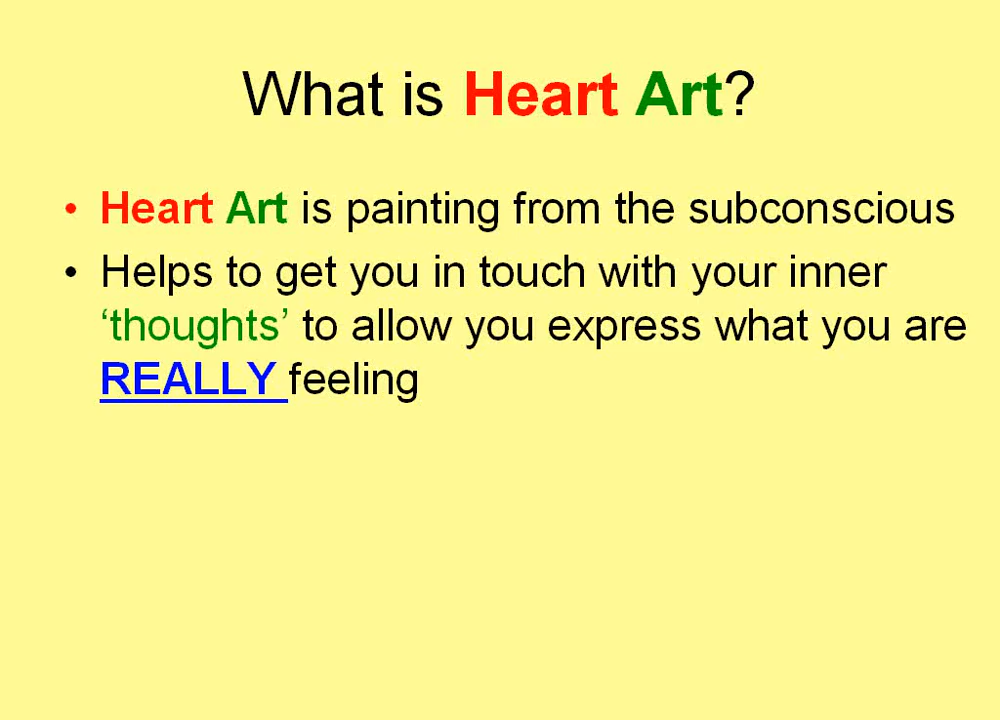 What is Heart Art?
• Heart Art is painting from the subconscious
• Helps to get you in touch with your inner
‘thoughts’ to allow you express what you are
REALLY feeling